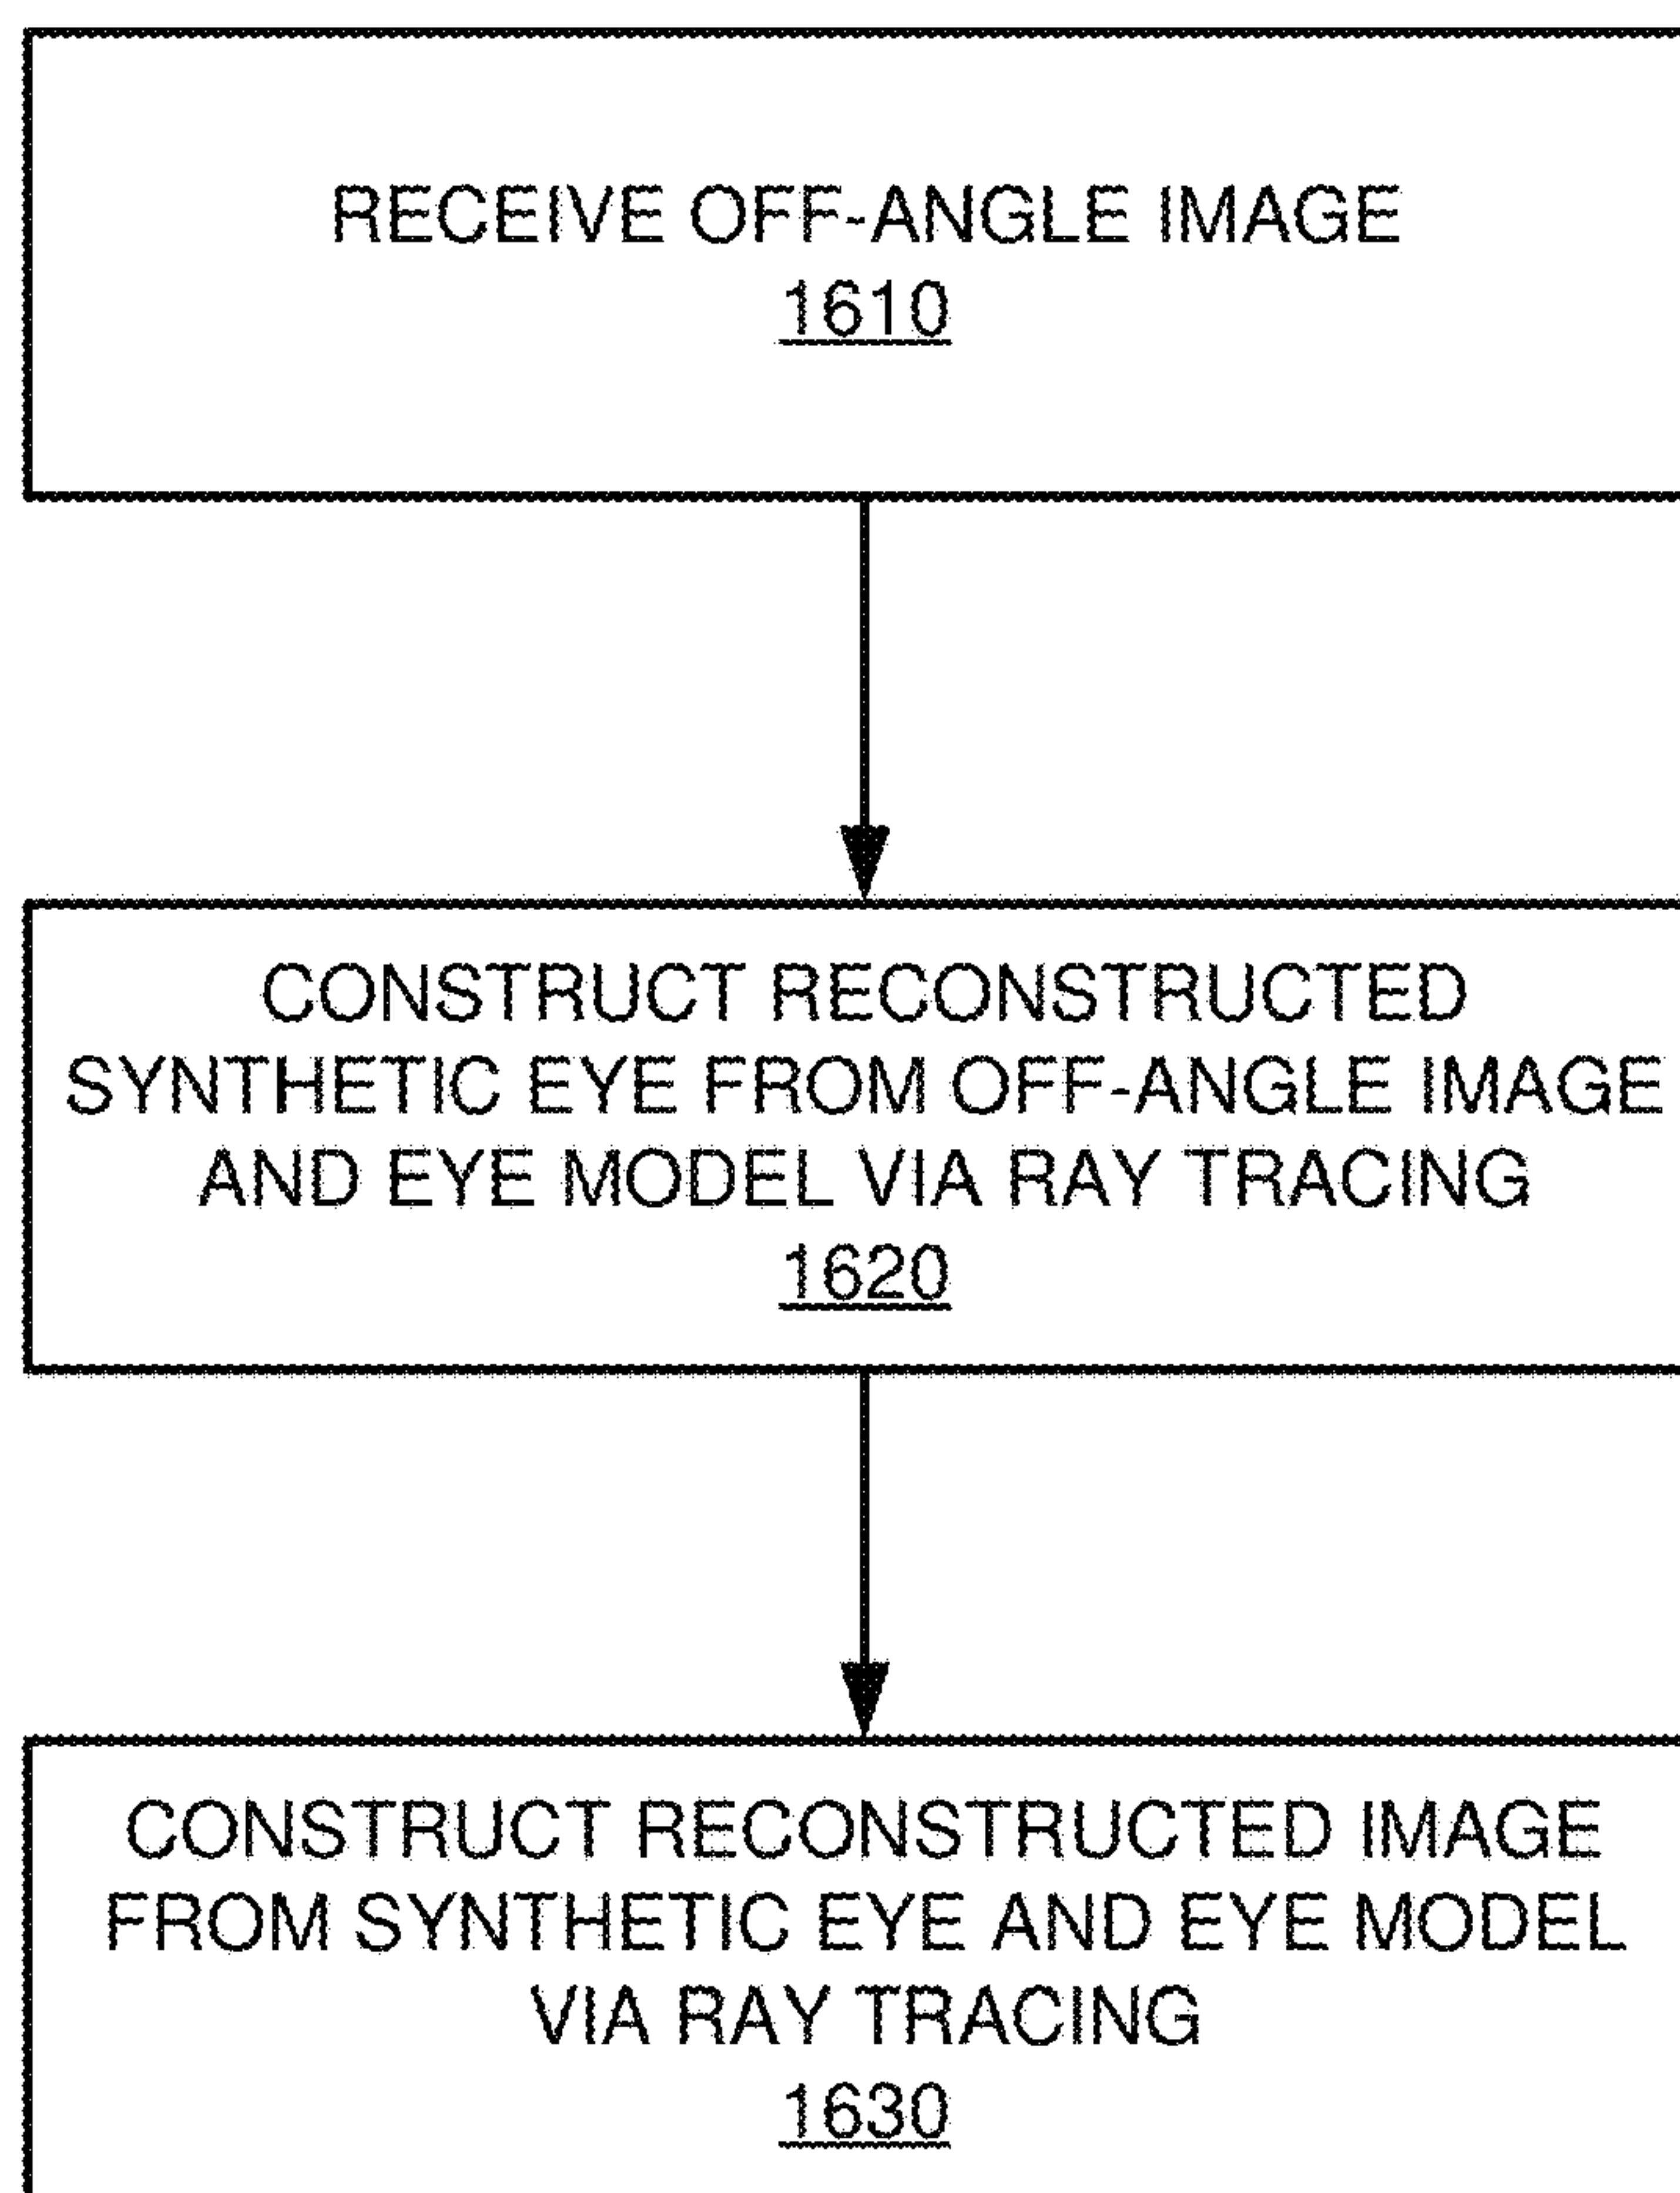 RECEIVE OFF-ANGLE IMAGE
1610
CONSTRUCT RECONSTRUCTED
SYNTHETIC EYE FROM OFF-ANGLE IMAGE
AND EYE MODEL VIA RAY TRACING
1620
CONSTRUCT RECONSTRUCTED IMAGE
FROM SYNTHETIC EYE AND EYE MODEL
VIA RAY TRACING
1630